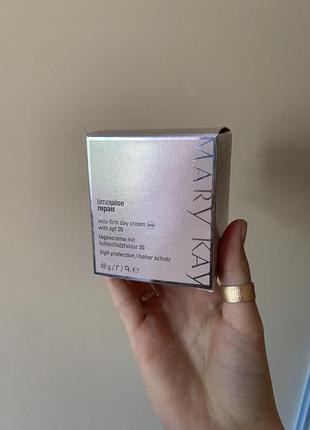 timewise
repair
volu-firm day cream
with spf 30
tagescreme mit
lichtschutzfaktor 30
high protection / hoher schutz
48 g / г / գ. ℮
MARY KAY